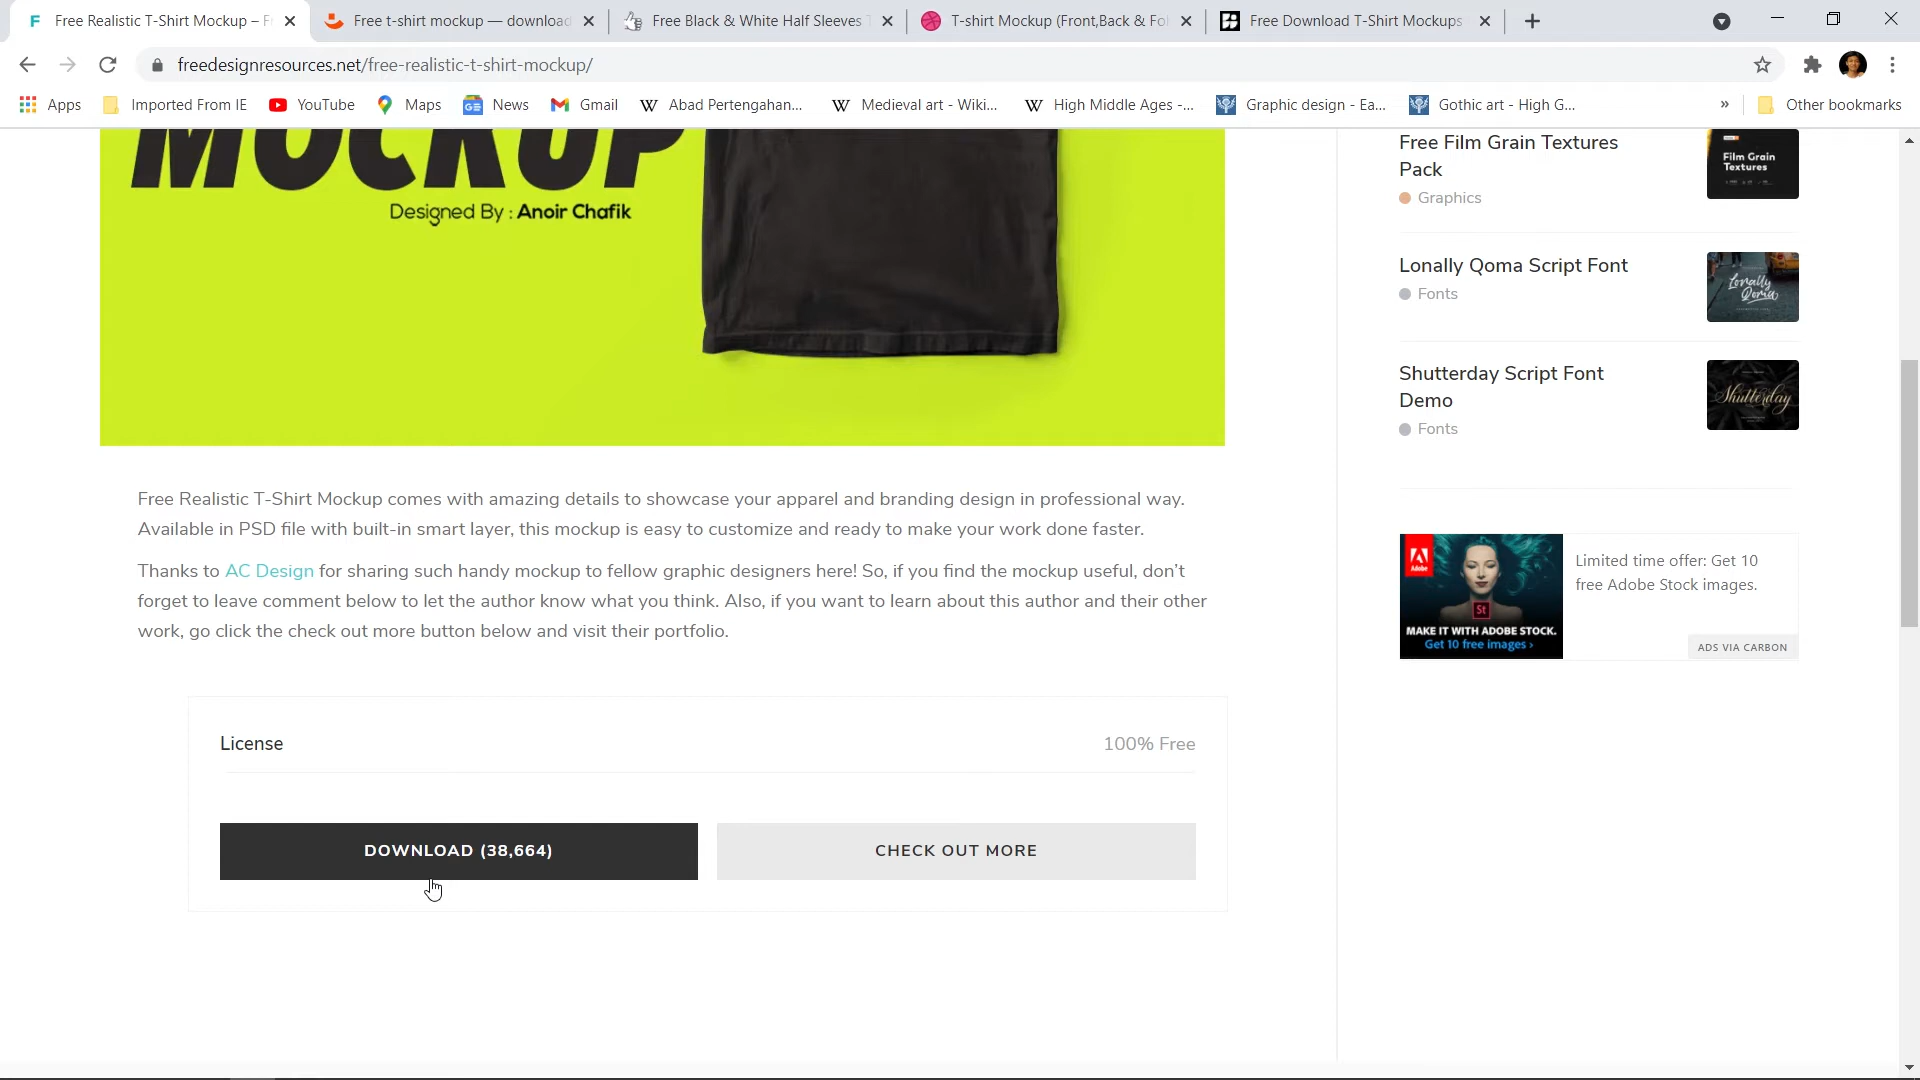 Free Realistic T-Shirt Mockup – F
Free t-shirt mockup — download
Free Black & White Half Sleeves T
T-shirt Mockup (Front,Back & Fol
Free Download T-Shirt Mockups
freedesignresources.net/free-realistic-t-shirt-mockup/
Apps
Imported From IE
YouTube
Maps
News
Gmail
Abad Pertengahan...
Medieval art - Wiki...
High Middle Ages -...
Graphic design - Ea...
Gothic art - High G...
»
Other bookmarks
MOCKUP
Designed By : Anoir Chafik
Free Realistic T-Shirt Mockup comes with amazing details to showcase your apparel and branding design in professional way.
Available in PSD file with built-in smart layer, this mockup is easy to customize and ready to make your work done faster.
Thanks to AC Design for sharing such handy mockup to fellow graphic designers here! So, if you find the mockup useful, don’t
forget to leave comment below to let the author know what you think. Also, if you want to learn about this author and their other
work, go click the check out more button below and visit their portfolio.
License
100% Free
DOWNLOAD (38,664)
CHECK OUT MORE
Free Film Grain Textures
Pack
Graphics
Film Grain
Textures
Lonally Qoma Script Font
Fonts
Lonally
Qoma
Shutterday Script Font
Demo
Fonts
Shutterday
Adobe
St
MAKE IT WITH ADOBE STOCK.
Get 10 free images ›
Limited time offer: Get 10
free Adobe Stock images.
ADS VIA CARBON